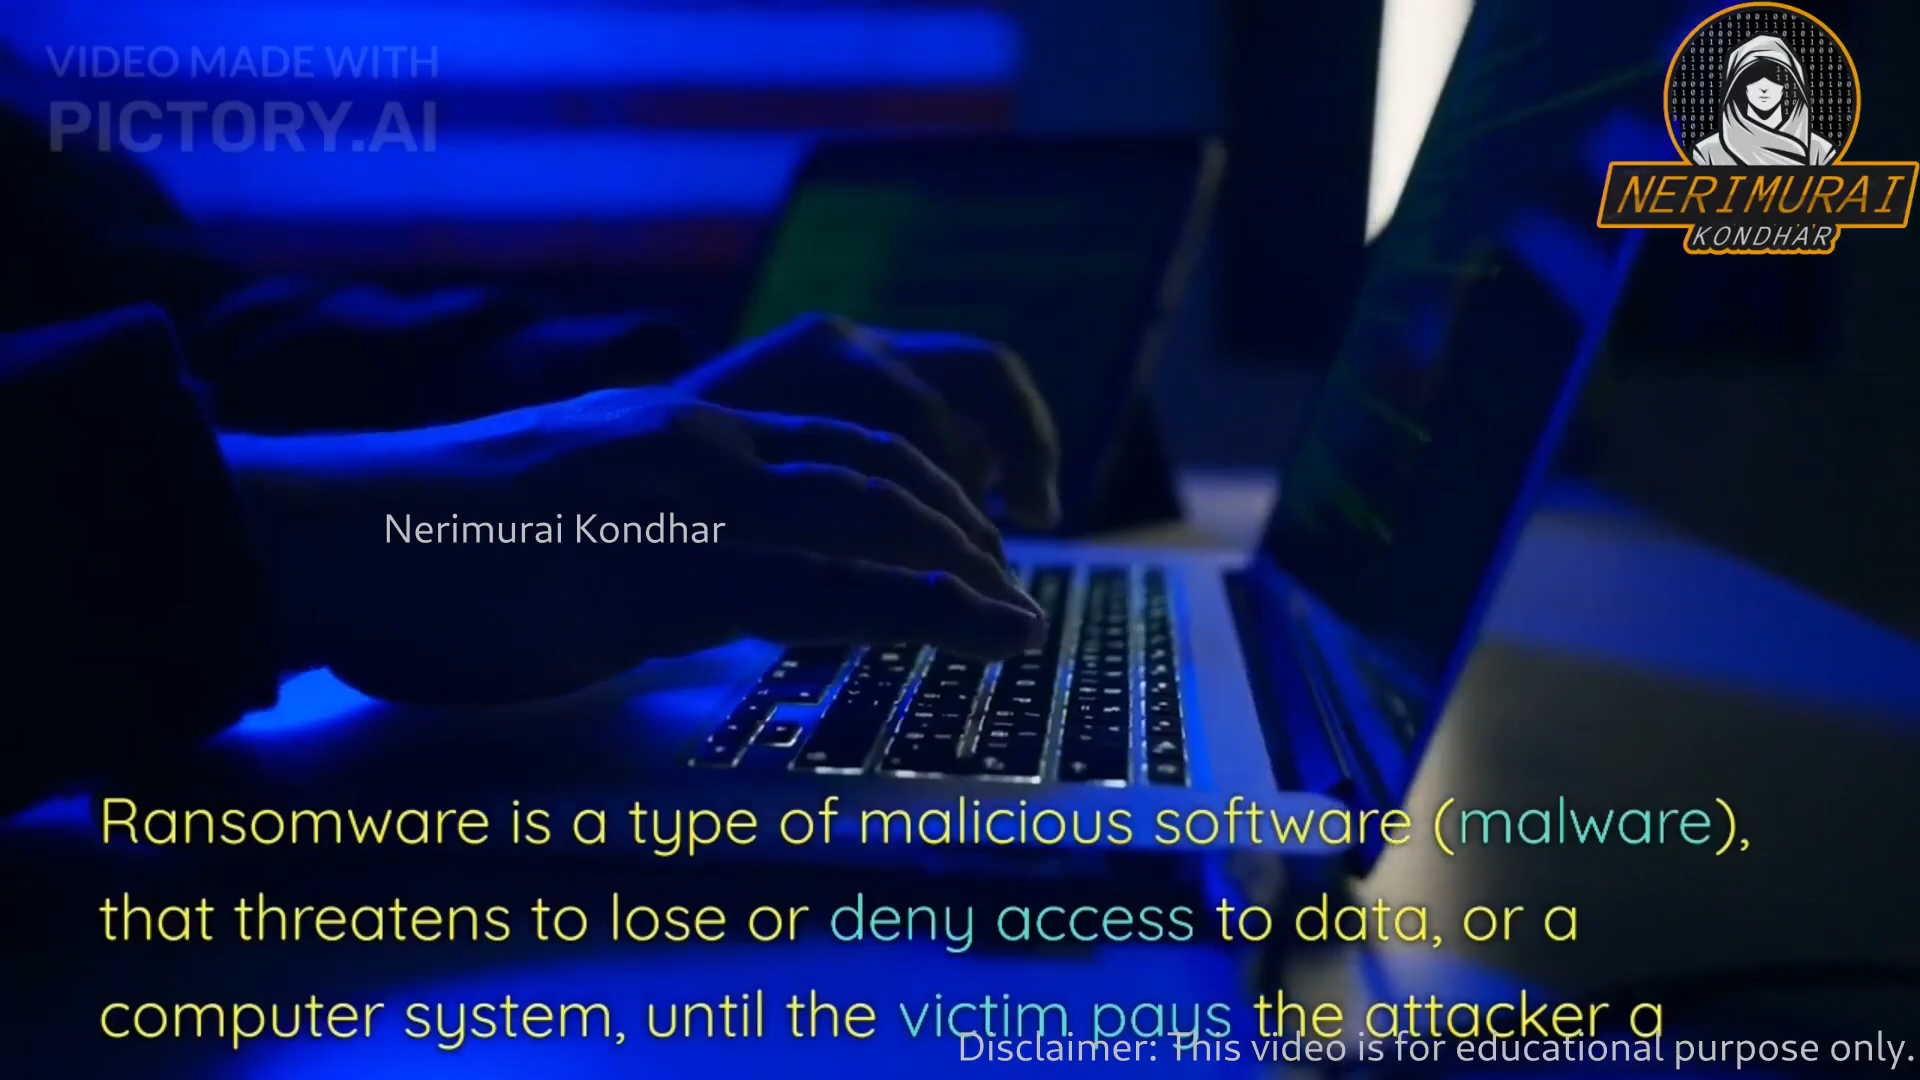 VIDEO MADE WITH
PICTORY.AI
NERIMURAI
KONDHAR
Nerimurai Kondhar
Ransomware is a type of malicious software (malware),
that threatens to lose or deny access to data, or a
computer system, until the victim pays the attacker a
Disclaimer: This video is for educational purpose only.